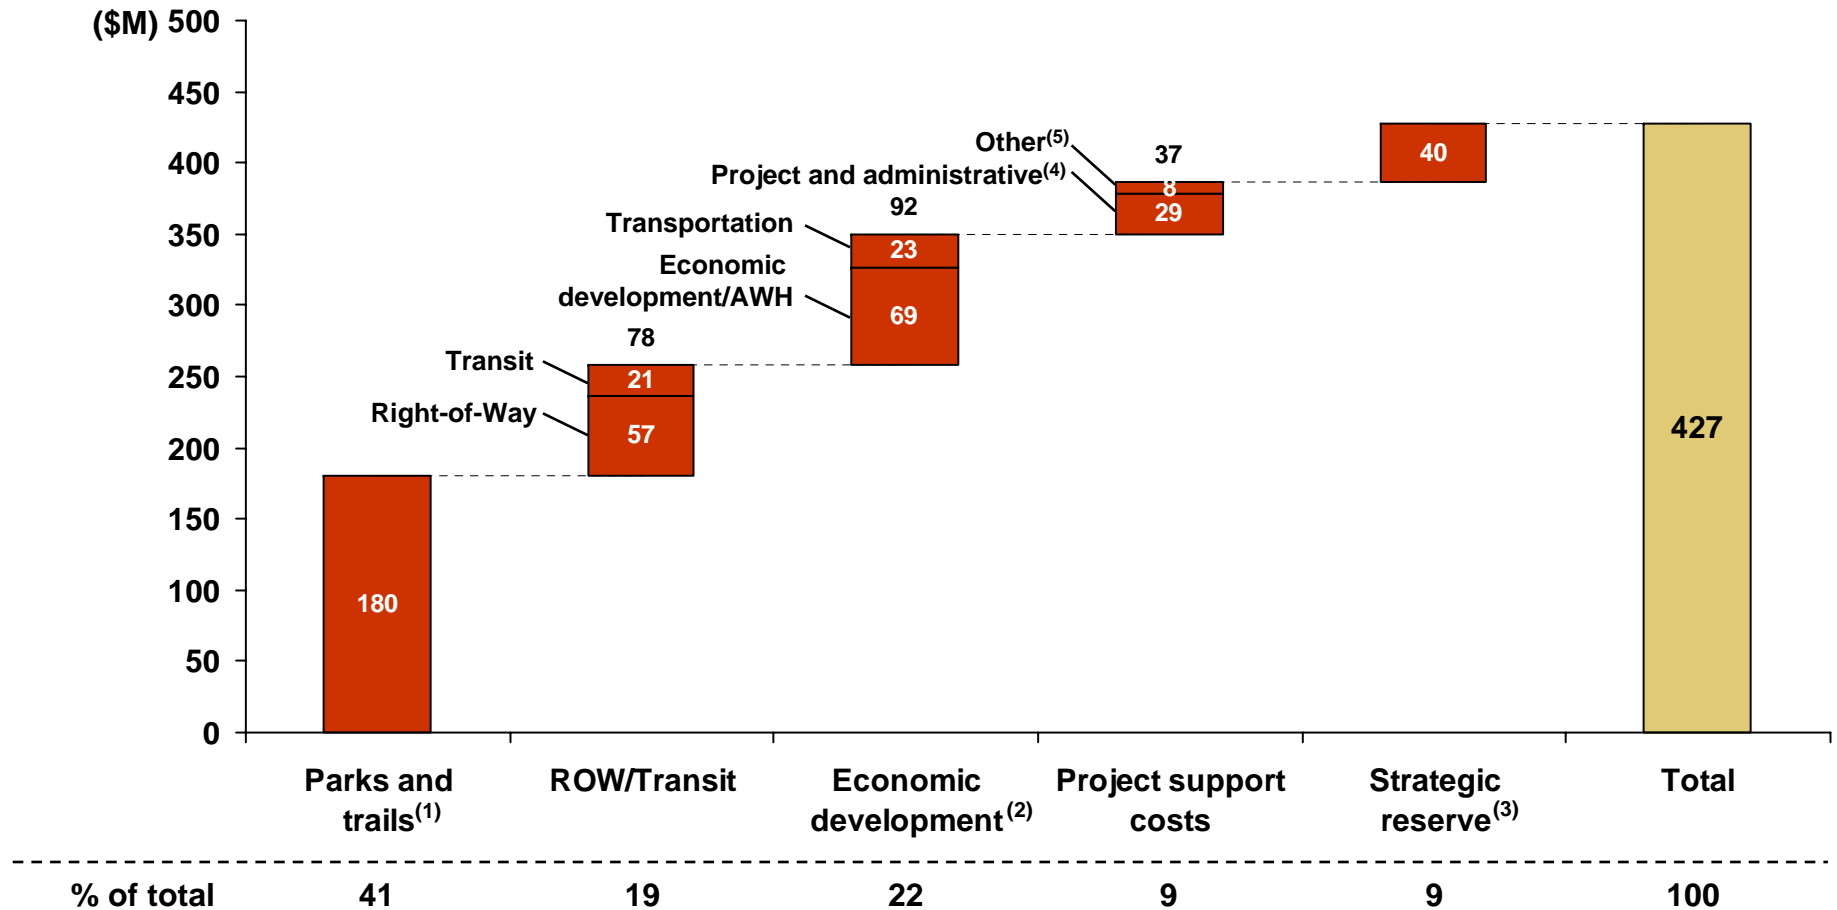 ($M) 500
450
400
350
300
250
200
150
100
50
0
Other(5)
37
Project and administrative(4)
8
29
40
92
Transportation
23
Economic
development/AWH
69
78
Transit
21
Right-of-Way
57
180
427
Parks and
trails(1)
ROW/Transit
Economic
development(2)
Project support
costs
Strategic
reserve(3)
Total
% of total 41 19 22 9 9 100